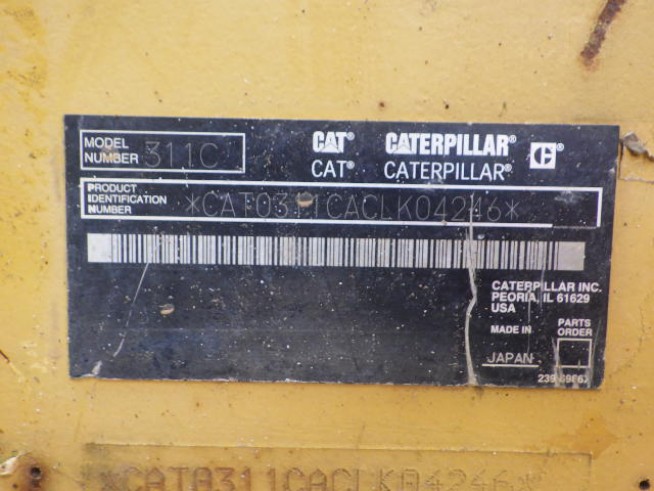 MODEL NUMBER 311C
CAT® CATERPILLAR® C®
CAT® CATERPILLAR®
PRODUCT IDENTIFICATION NUMBER *CAT0311CACLK04246*
CATERPILLAR INC.
PEORIA, IL 61629
USA
MADE IN PARTS ORDER
JAPAN
*CAT0311CACLK04246*